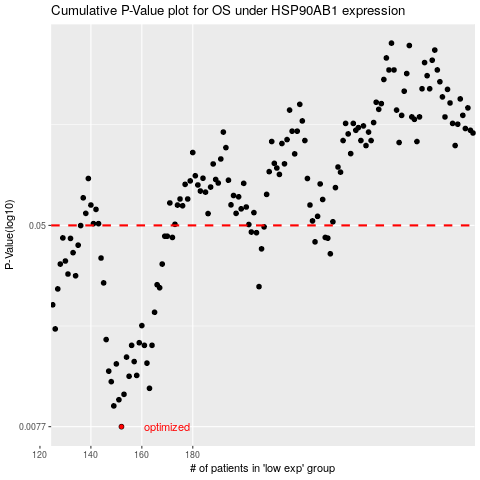 Cumulative P-Value plot for OS under HSP90AB1 expression
P-Value(log10)
0.05
0.0077
optimized
120 140 160 180
# of patients in 'low exp' group